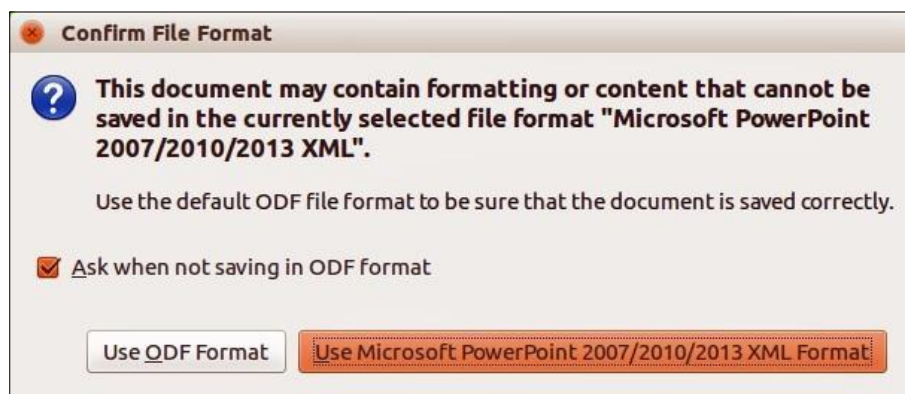 Confirm File Format
This document may contain formatting or content that cannot be
saved in the currently selected file format "Microsoft PowerPoint
2007/2010/2013 XML".
Use the default ODF file format to be sure that the document is saved correctly.
Ask when not saving in ODF format
Use ODF Format
Use Microsoft PowerPoint 2007/2010/2013 XML Format